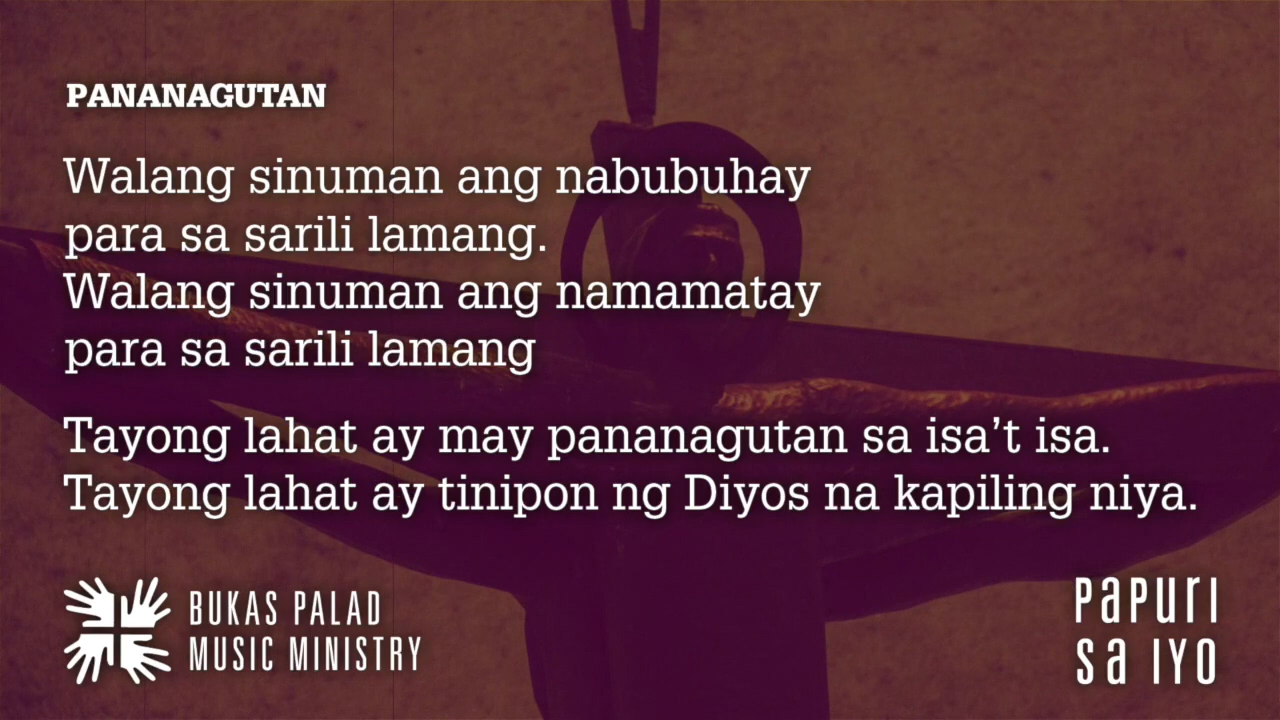 PANANAGUTAN
Walang sinuman ang nabubuhay
para sa sarili lamang.
Walang sinuman ang namamatay
para sa sarili lamang
Tayong lahat ay may pananagutan sa isa’t isa.
Tayong lahat ay tinipon ng Diyos na kapiling niya.
BUKAS PALAD
MUSIC MINISTRY
PaPURI
Sa IYO